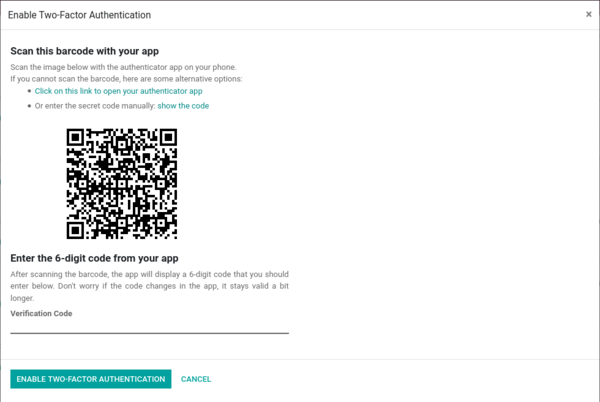 Enable Two-Factor Authentication ×
Scan this barcode with your app
Scan the image below with the authenticator app on your phone.
If you cannot scan the barcode, here are some alternative options:
• Click on this link to open your authenticator app
• Or enter the secret code manually: show the code
Enter the 6-digit code from your app
After scanning the barcode, the app will display a 6-digit code that you should
enter below. Don't worry if the code changes in the app, it stays valid a bit
longer.
Verification Code
ENABLE TWO-FACTOR AUTHENTICATION CANCEL